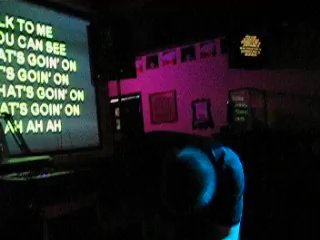 LK TO ME
OU CAN SEE
AT'S GOIN' ON
T'S GOIN' ON
HAT'S GOIN' ON
AT'S GOIN' ON
AH AH AH